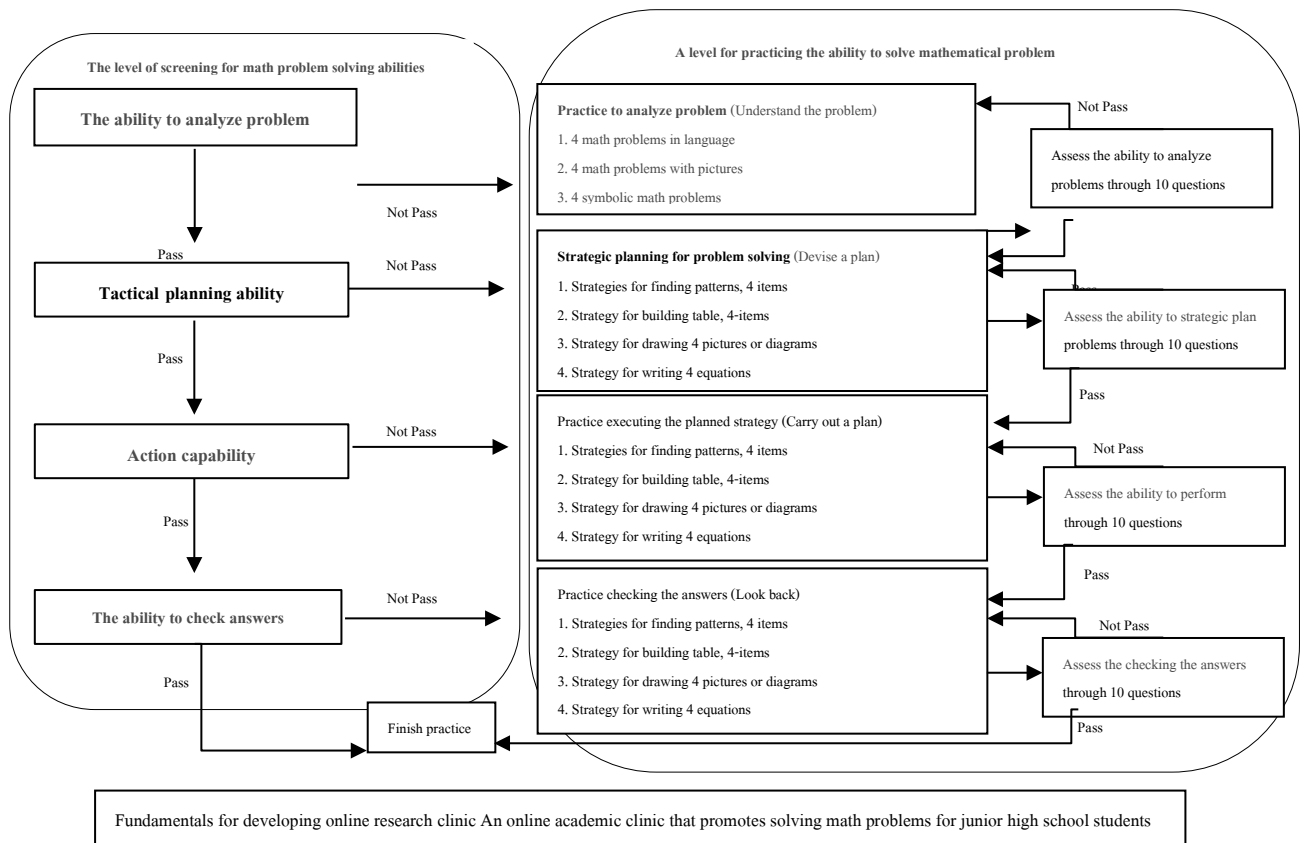 The level of screening for math problem solving abilities
The ability to analyze problem
Not Pass
Pass
Tactical planning ability
Not Pass
Pass
Action capability
Not Pass
Pass
The ability to check answers
Not Pass
Pass
Finish practice
A level for practicing the ability to solve mathematical problem
Practice to analyze problem (Understand the problem)
1. 4 math problems in language
2. 4 math problems with pictures
3. 4 symbolic math problems
Not Pass
Assess the ability to analyze
problems through 10 questions
Strategic planning for problem solving (Devise a plan)
1. Strategies for finding patterns, 4 items
2. Strategy for building table, 4-items
3. Strategy for drawing 4 pictures or diagrams
4. Strategy for writing 4 equations
Assess the ability to strategic plan
problems through 10 questions
Pass
Practice executing the planned strategy (Carry out a plan)
1. Strategies for finding patterns, 4 items
2. Strategy for building table, 4-items
3. Strategy for drawing 4 pictures or diagrams
4. Strategy for writing 4 equations
Not Pass
Assess the ability to perform
through 10 questions
Pass
Practice checking the answers (Look back)
1. Strategies for finding patterns, 4 items
2. Strategy for building table, 4-items
3. Strategy for drawing 4 pictures or diagrams
4. Strategy for writing 4 equations
Not Pass
Assess the checking the answers
through 10 questions
Pass
Fundamentals for developing online research clinic An online academic clinic that promotes solving math problems for junior high school students